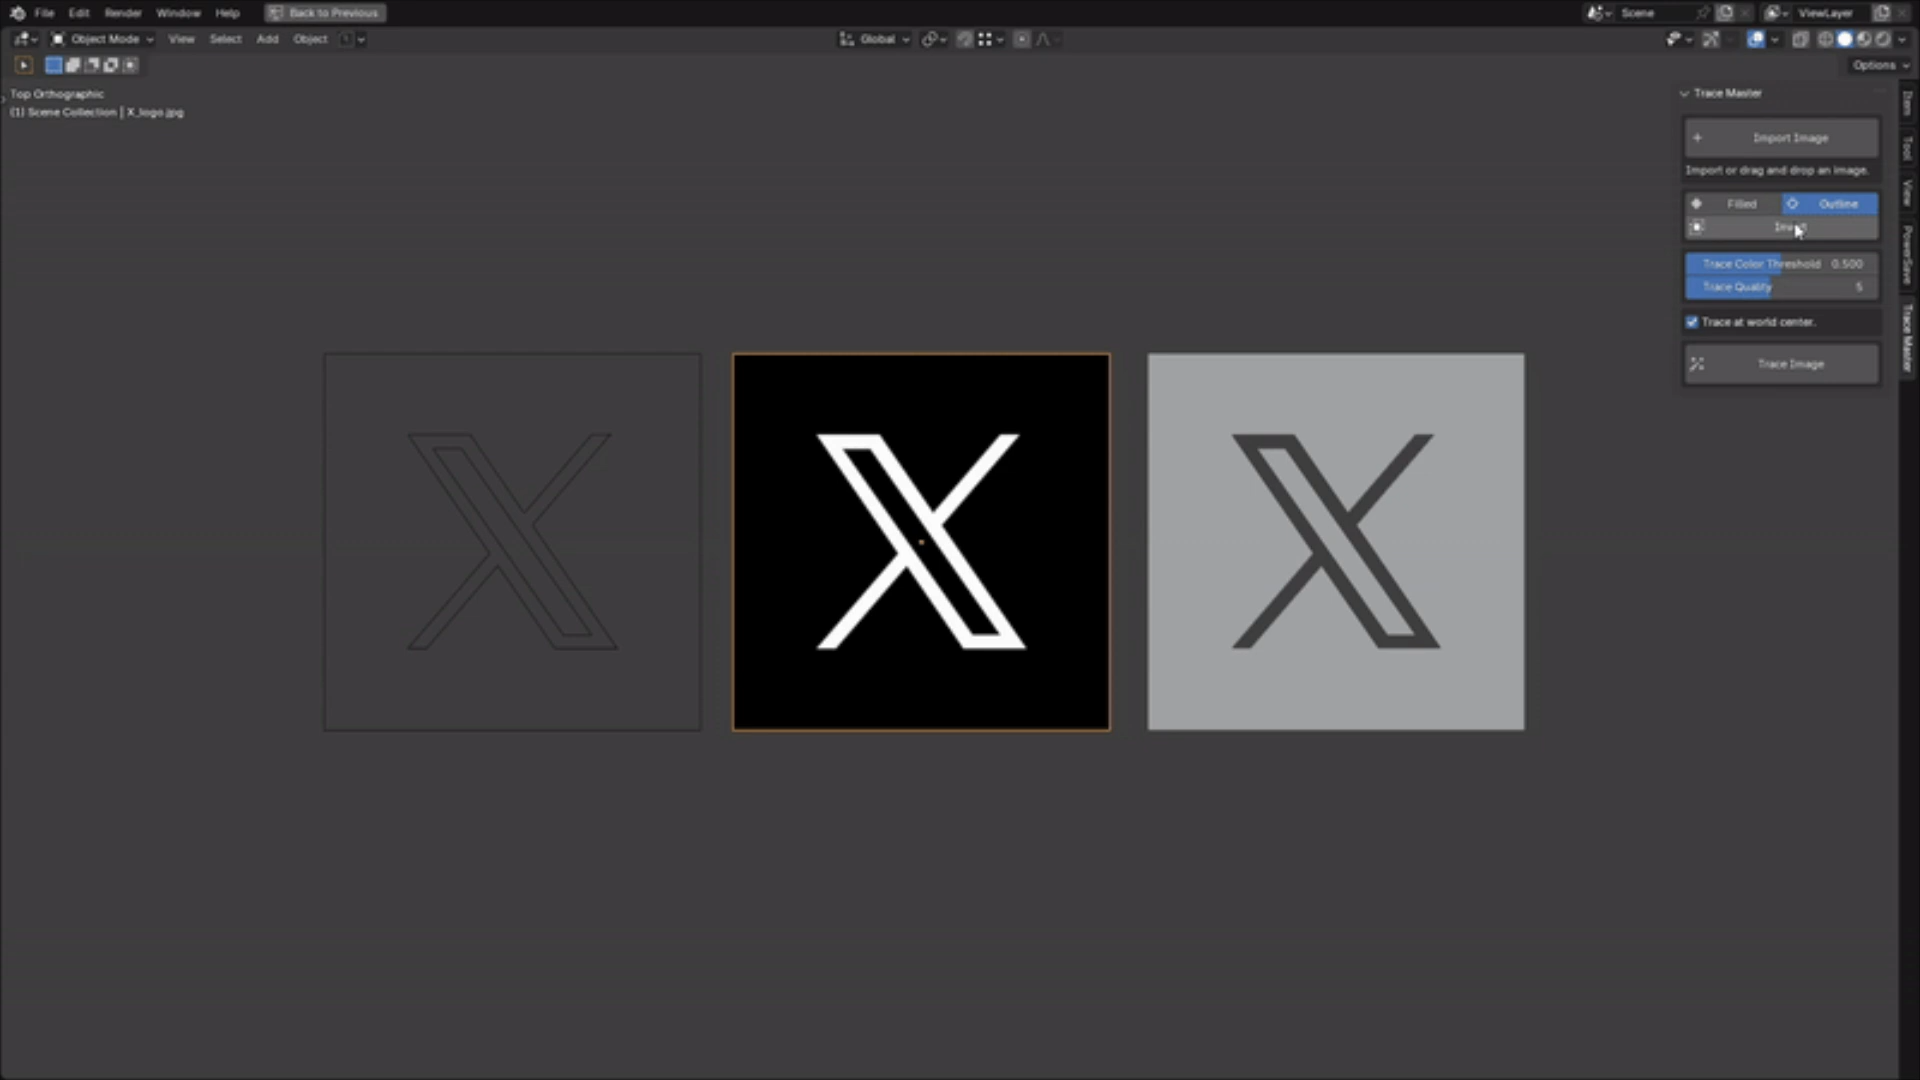 File Edit Render Window Help Back to Previous Scene ViewLayer
Object Mode View Select Add Object Global
Options
Top Orthographic
(1) Scene Collection | X_logo.jpg
Trace Master
Import Image
Import or drag and drop an image.
Filled Outline
Trace Color Threshold 0.500
Trace Quality 5
Trace at world center.
Trace Image
Item
Tool
View
PowerSave
Trace Master